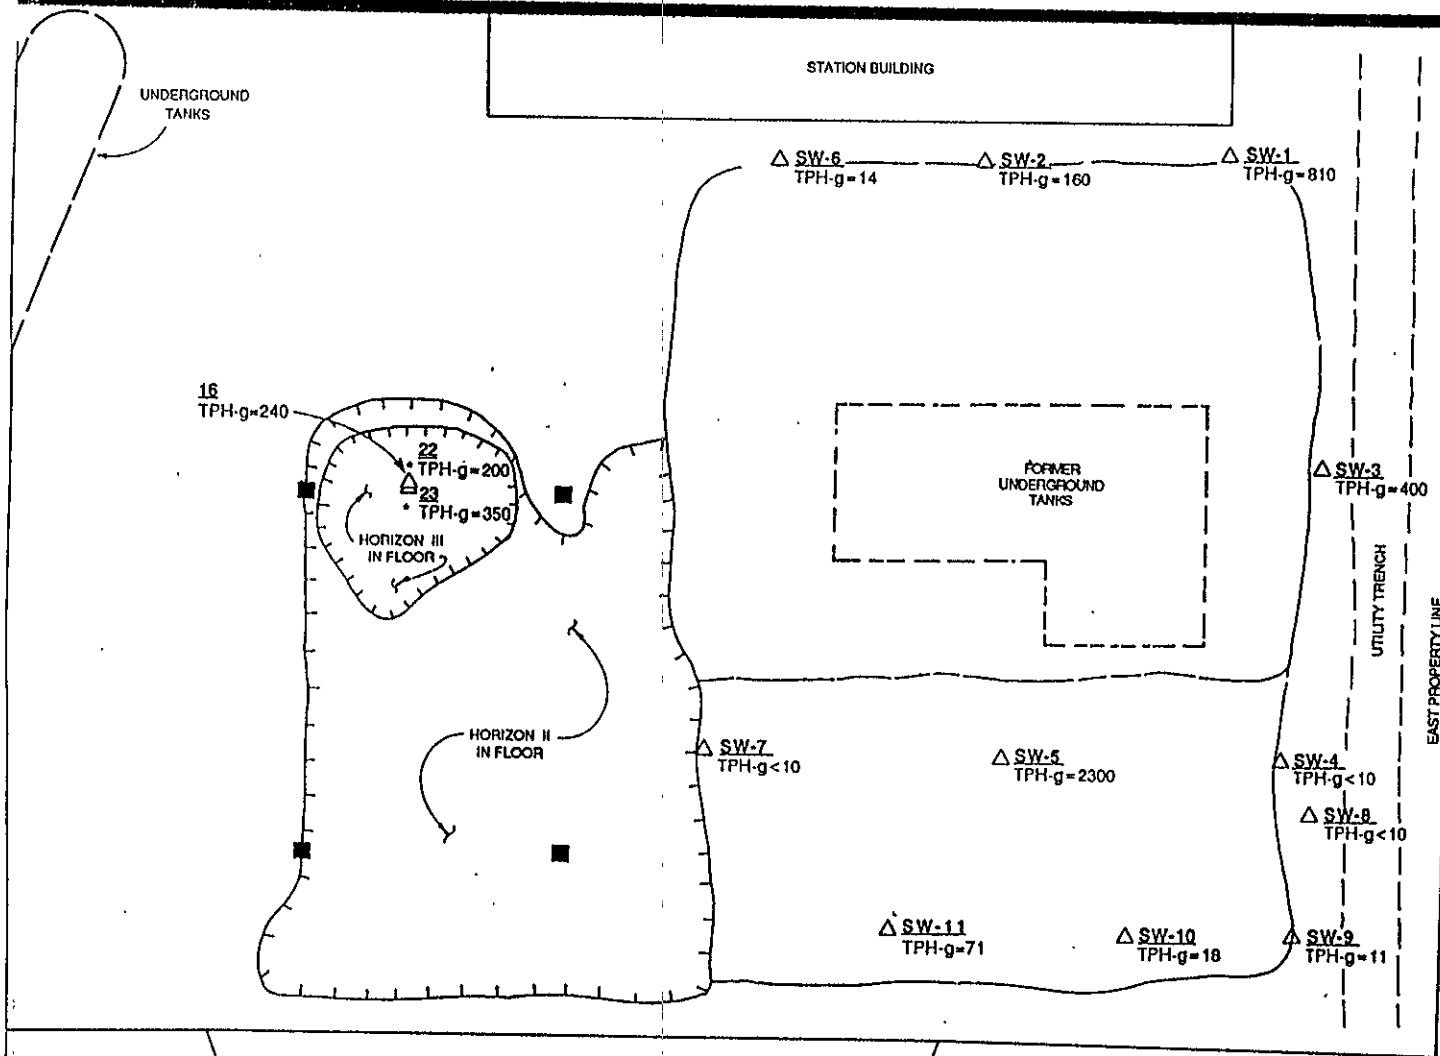 STATION BUILDING
UNDERGROUND
TANKS
SW-6
TPH-g=14
SW-2
TPH-g=160
SW-1
TPH-g=810
16
TPH-g=240
22
TPH-g=200
23
TPH-g=350
HORIZON III
IN FLOOR
FORMER
UNDERGROUND
TANKS
SW-3
TPH-g=400
UTILITY TRENCH
EAST PROPERTY LINE
HORIZON II
IN FLOOR
SW-7
TPH-g<10
SW-5
TPH-g=2300
SW-4
TPH-g<10
SW-8
TPH-g<10
SW-11
TPH-g=71
SW-10
TPH-g=18
SW-9
TPH-g=11